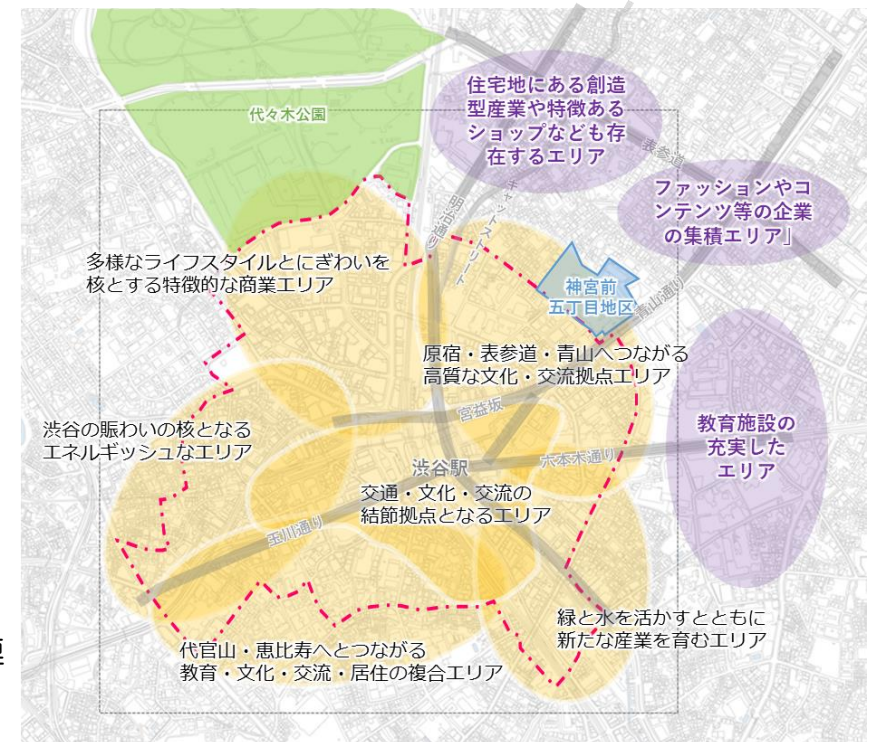 代々木公園
住宅地にある創造
型産業や特徴ある
ショップなども存
在するエリア
表参道
ファッションやコ
ンテンツ等の企業
の集積エリア」
明治通り
キャットストリート
多様なライフスタイルとにぎわいを
核とする特徴的な商業エリア
神宮前
五丁目地区
青山通り
原宿・表参道・青山へつながる
高質な文化・交流拠点エリア
宮益坂
渋谷の賑わいの核となる
エネルギッシュなエリア
教育施設の
充実した
エリア
六本木通り
渋谷駅
交通・文化・交流の
結節拠点となるエリア
玉川通り
緑と水を活かすとともに
新たな産業を育むエリア
代官山・恵比寿へとつながる
教育・文化・交流・居住の複合エリア